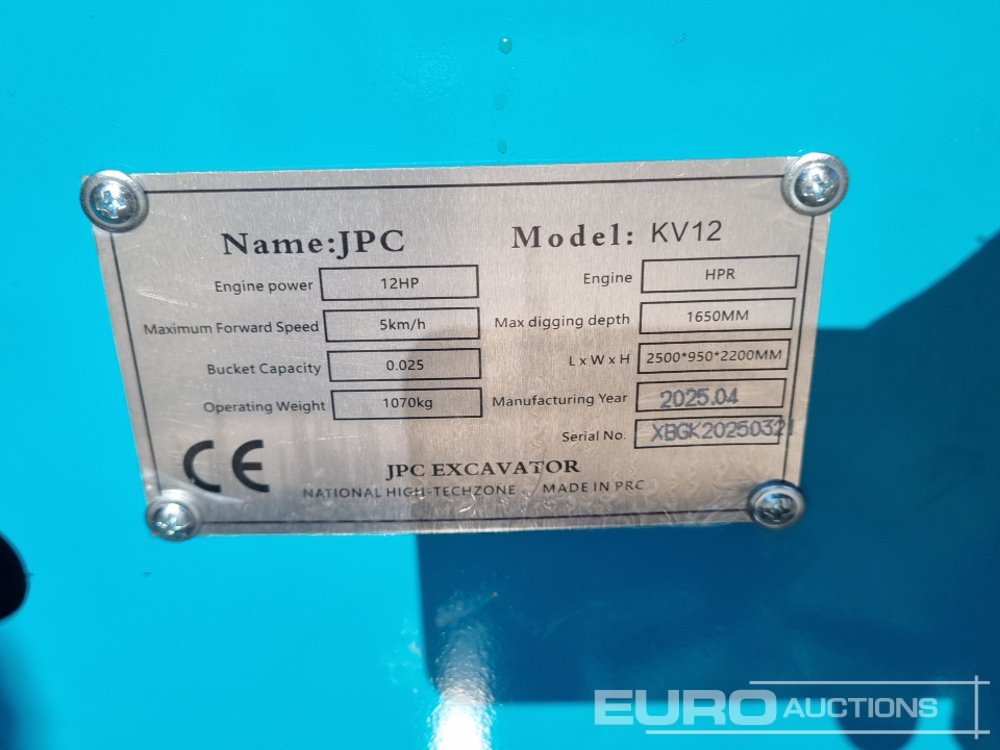 Name:JPC Model: KV12
Engine power 12HP Engine HPR
Maximum Forward Speed 5km/h Max digging depth 1650MM
Bucket Capacity 0.025 L x W x H 2500*950*2200MM
Operating Weight 1070kg Manufacturing Year 2025.04
Serial No. XBGK20250321
CE
JPC EXCAVATOR
NATIONAL HIGH-TECHZONE MADE IN PRC
EURO AUCTIONS